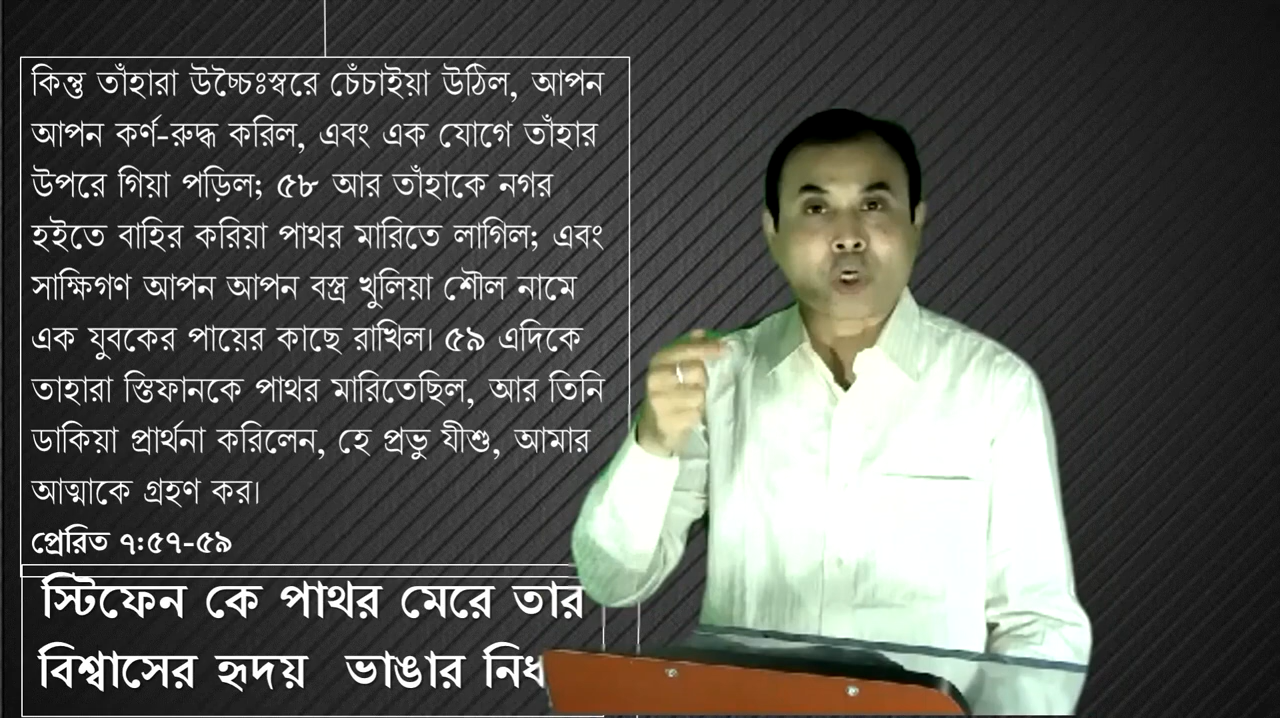 কিন্তু তাঁহারা উচ্চৈঃস্বরে চেঁচাইয়া উঠিল, আপন
আপন কর্ণ-রুদ্ধ করিল, এবং এক যোগে তাঁহার
উপরে গিয়া পড়িল; ৫৮ আর তাঁহাকে নগর
হইতে বাহির করিয়া পাথর মারিতে লাগিল; এবং
সাক্ষিগণ আপন আপন বস্ত্র খুলিয়া শৌল নামে
এক যুবকের পায়ের কাছে রাখিল। ৫৯ এদিকে
তাহারা স্তিফানকে পাথর মারিতেছিল, আর তিনি
ডাকিয়া প্রার্থনা করিলেন, হে প্রভু যীশু, আমার
আত্মাকে গ্রহণ কর।
প্রেরিত ৭:৫৭-৫৯
স্টিফেন কে পাথর মেরে তার
বিশ্বাসের হৃদয় ভাঙার